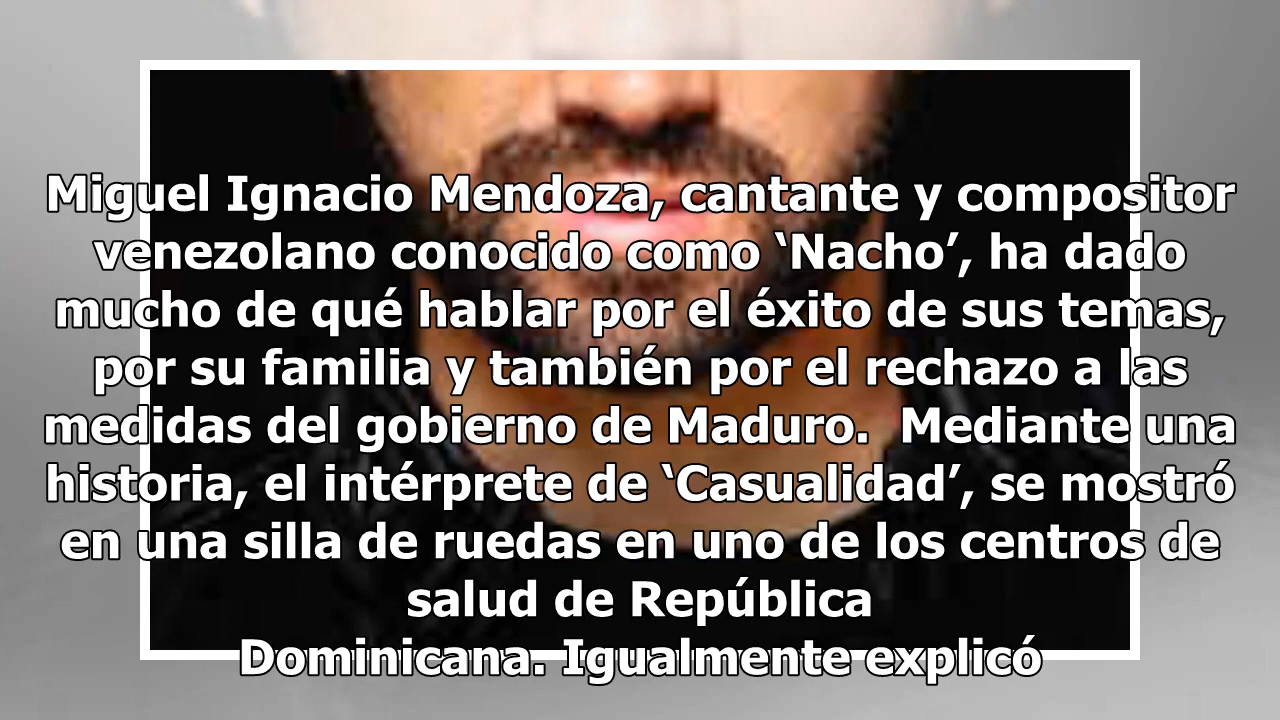 Miguel Ignacio Mendoza, cantante y compositor
venezolano conocido como ‘Nacho’, ha dado
mucho de qué hablar por el éxito de sus temas,
por su familia y también por el rechazo a las
medidas del gobierno de Maduro.  Mediante una
historia, el intérprete de ‘Casualidad’, se mostró
en una silla de ruedas en uno de los centros de
salud de República
Dominicana. Igualmente explicó